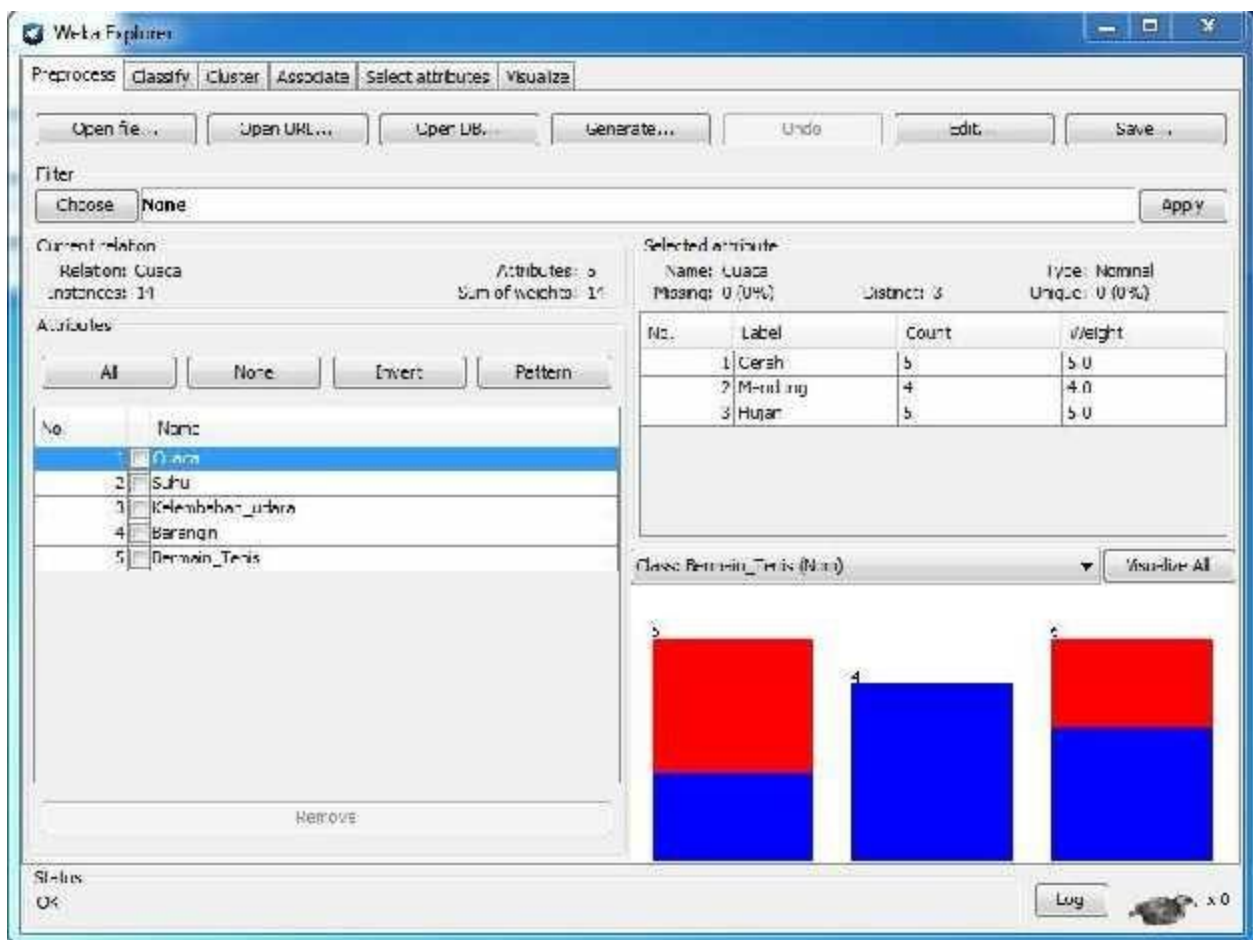 Weka Explorer
Preprocess Classify Cluster Associate Select attributes Visualize
Open file... Open URL... Open DB... Generate... Undo Edit... Save...
Filter
Choose None Apply
Current relation
Relation: Cuaca Attributes: 5
Instances: 14 Sum of weights: 14
Selected attribute
Name: Cuaca Type: Nominal
Missing: 0 (0%) Distinct: 3 Unique: 0 (0%)
Attributes
All None Invert Pattern
No. Name
1 Cuaca
2 Suhu
3 Kelembaban_udara
4 Berangin
5 Bermain_Tenis
Remove
No. Label Count Weight
1 Cerah 5 5.0
2 Mendung 4 4.0
3 Hujan 5 5.0
Class: Bermain_Tenis (Nom) Visualize All
5 4 5
Status
OK
Log x 0